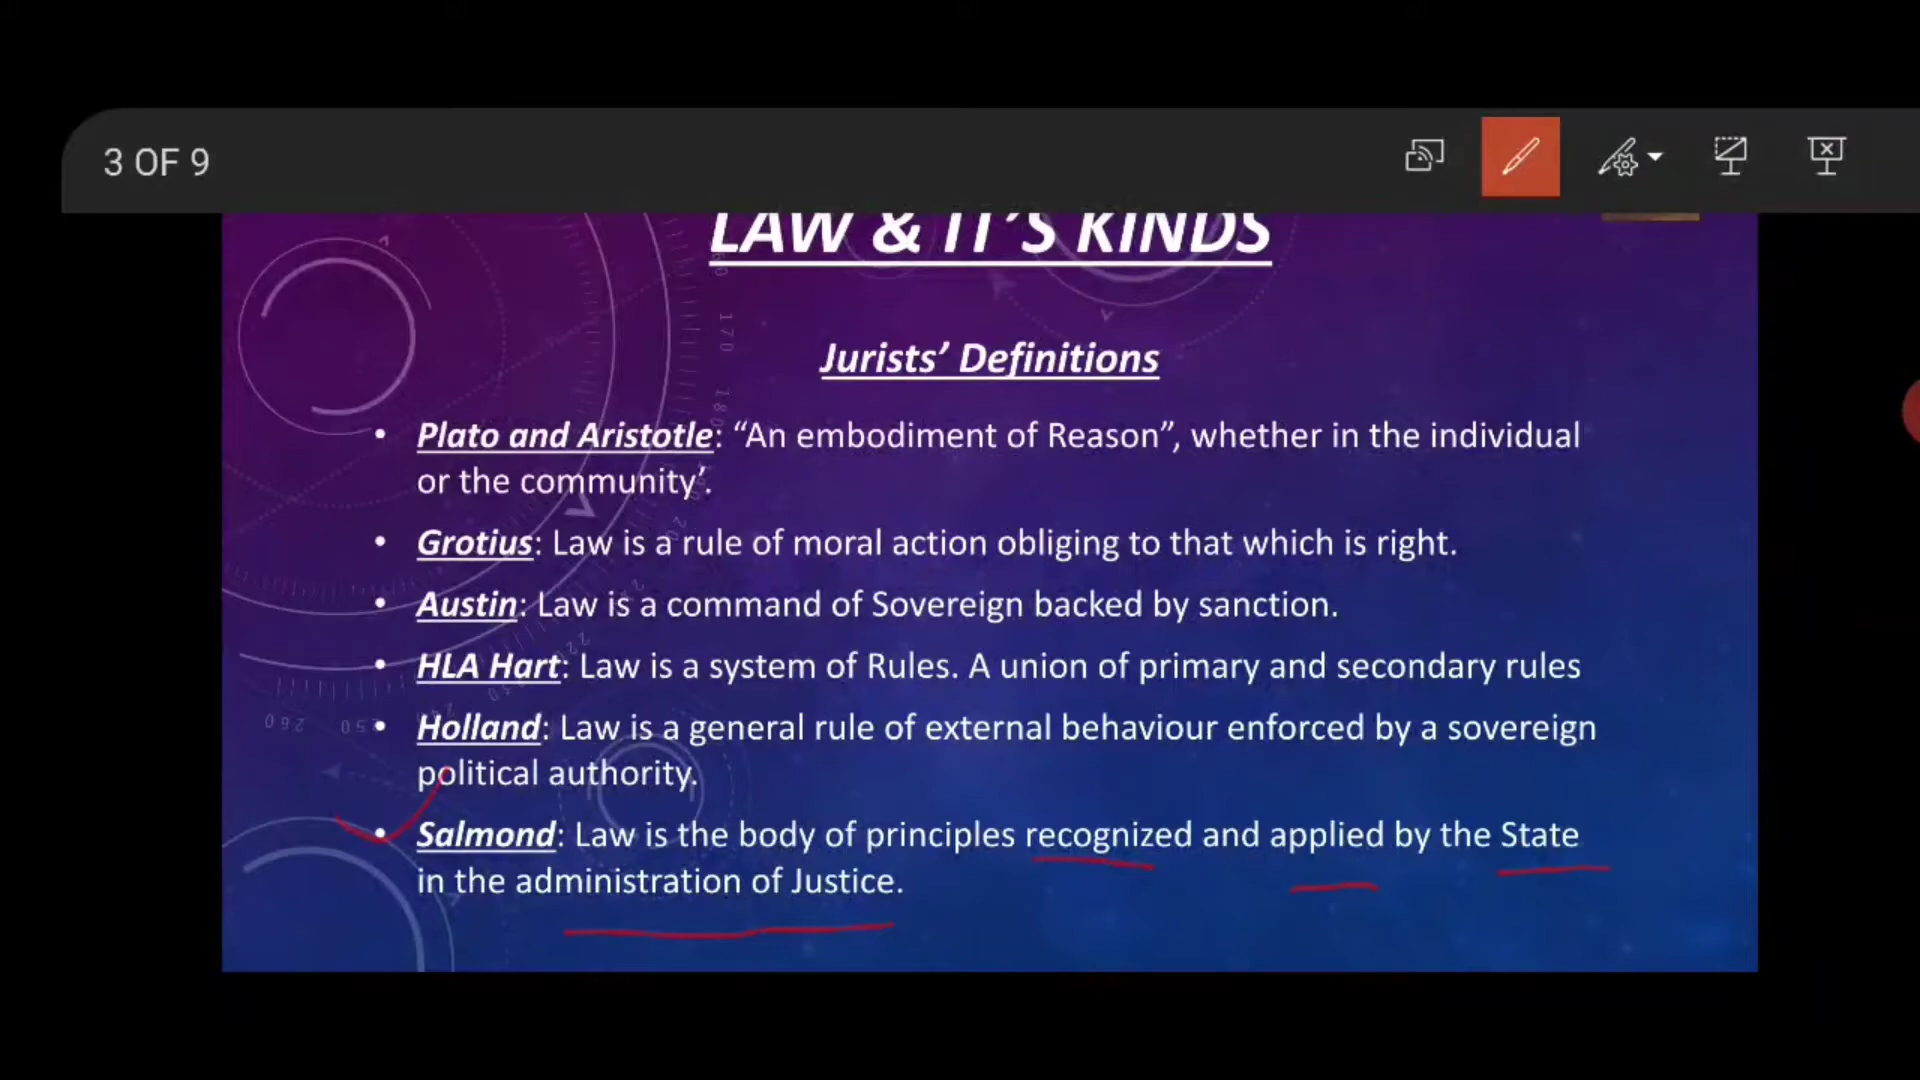 3 OF 9
LAW & IT'S KINDS
Jurists' Definitions
• Plato and Aristotle: “An embodiment of Reason”, whether in the individual
or the community’.
• Grotius: Law is a rule of moral action obliging to that which is right.
• Austin: Law is a command of Sovereign backed by sanction.
• HLA Hart: Law is a system of Rules. A union of primary and secondary rules
• Holland: Law is a general rule of external behaviour enforced by a sovereign
political authority.
• Salmond: Law is the body of principles recognized and applied by the State
in the administration of Justice.
170
180
260